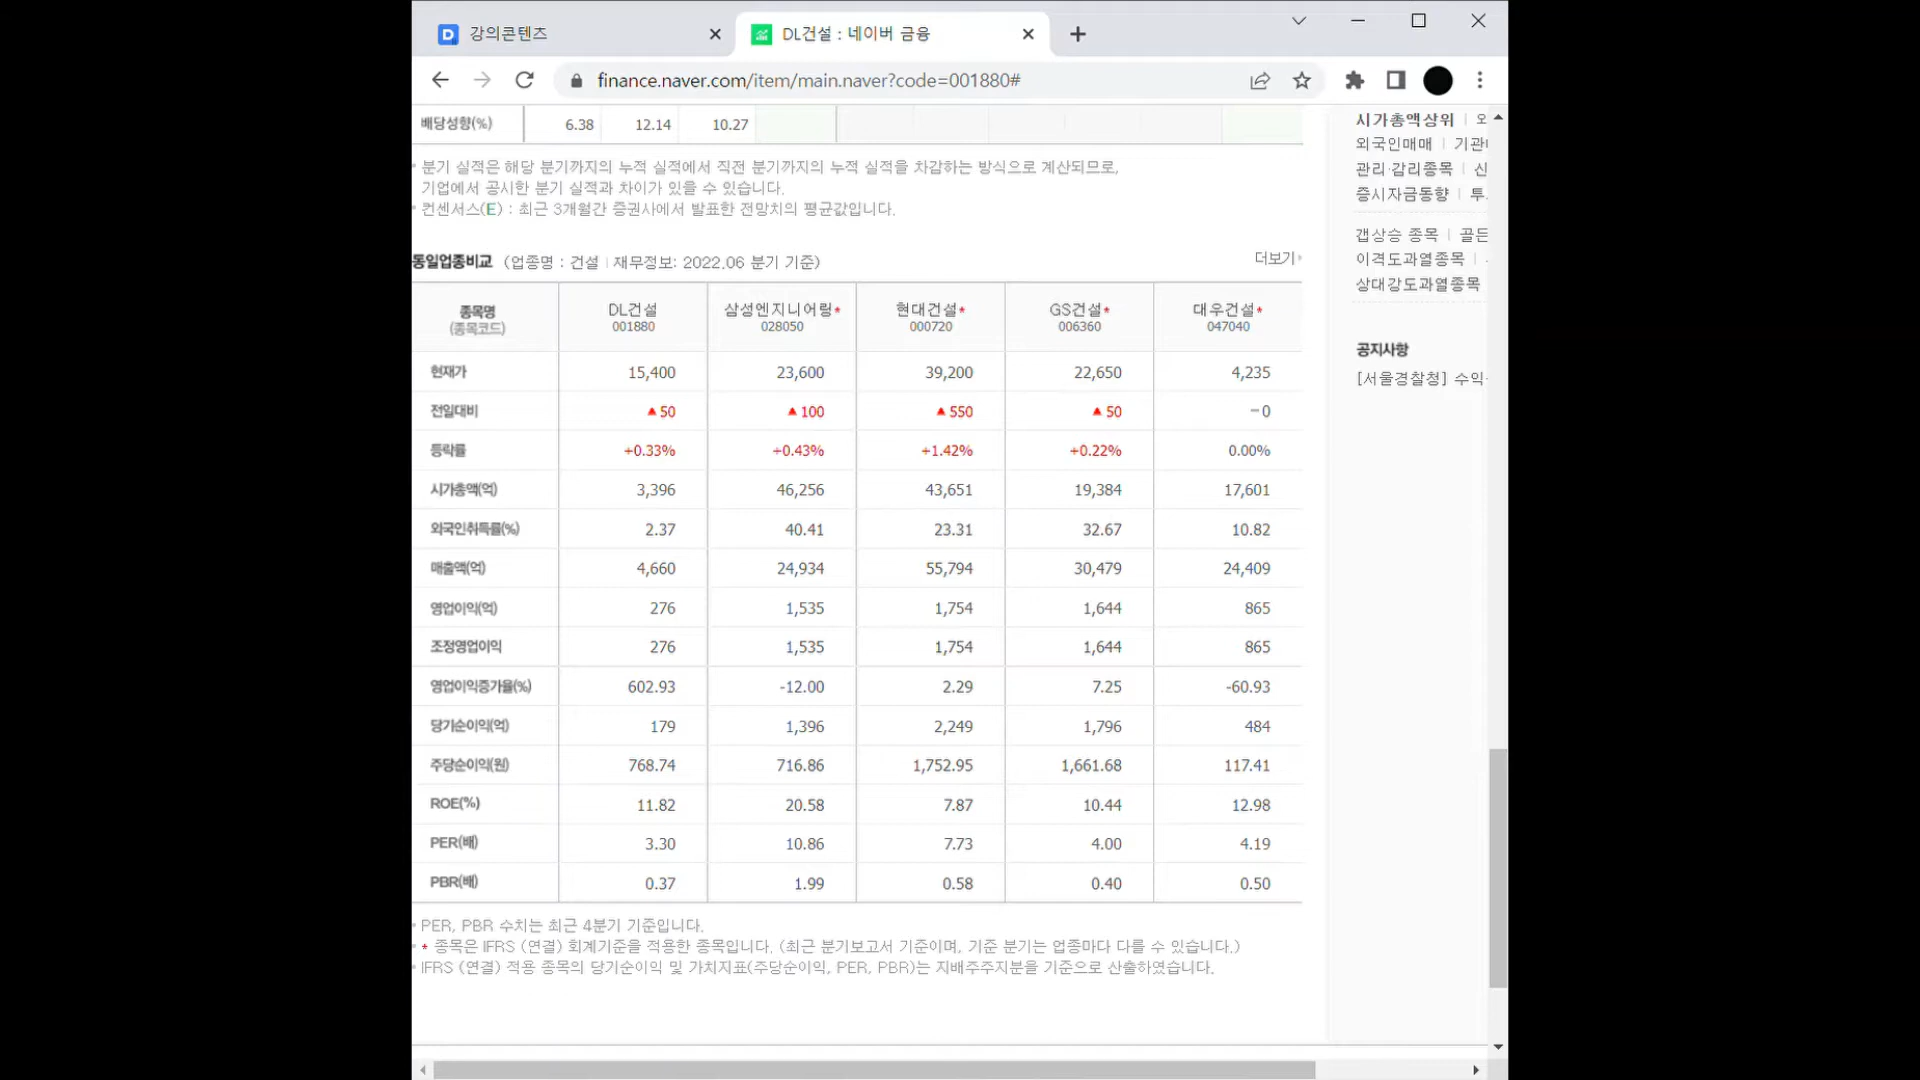 강의콘텐츠
DL건설 : 네이버 금융
finance.naver.com/item/main.naver?code=001880#
배당성향(%) 6.38 12.14 10.27
분기 실적은 해당 분기까지의 누적 실적에서 직전 분기까지의 누적 실적을 차감하는 방식으로 계산되므로,
기업에서 공시한 분기 실적과 차이가 있을 수 있습니다.
컨센서스(E) : 최근 3개월간 증권사에서 발표한 전망치의 평균값입니다.
동일업종비교 (업종명 : 건설 | 재무정보: 2022.06 분기 기준) 더보기
종목명 DL건설 삼성엔지니어링* 현대건설* GS건설* 대우건설*
(종목코드) 001880 028050 000720 006360 047040
현재가 15,400 23,600 39,200 22,650 4,235
전일대비 ▲50 ▲100 ▲550 ▲50 -0
등락률 +0.33% +0.43% +1.42% +0.22% 0.00%
시가총액(억) 3,396 46,256 43,651 19,384 17,601
외국인취득률(%) 2.37 40.41 23.31 32.67 10.82
매출액(억) 4,660 24,934 55,794 30,479 24,409
영업이익(억) 276 1,535 1,754 1,644 865
조정영업이익 276 1,535 1,754 1,644 865
영업이익증가율(%) 602.93 -12.00 2.29 7.25 -60.93
당기순이익(억) 179 1,396 2,249 1,796 484
주당순이익(원) 768.74 716.86 1,752.95 1,661.68 117.41
ROE(%) 11.82 20.58 7.87 10.44 12.98
PER(배) 3.30 10.86 7.73 4.00 4.19
PBR(배) 0.37 1.99 0.58 0.40 0.50
PER, PBR 수치는 최근 4분기 기준입니다.
* 종목은 IFRS (연결) 회계기준을 적용한 종목입니다. (최근 분기보고서 기준이며, 기준 분기는 업종마다 다를 수 있습니다.)
IFRS (연결) 적용 종목의 당기순이익 및 가치지표(주당순이익, PER, PBR)는 지배주주지분을 기준으로 산출하였습니다.
시가총액상위 |
외국인매매 | 기관
관리·감리종목 | 신
증시자금동향 | 투
갭상승 종목 | 골든
이격도과열종목 |
상대강도과열종목
공지사항
[서울경찰청] 수익